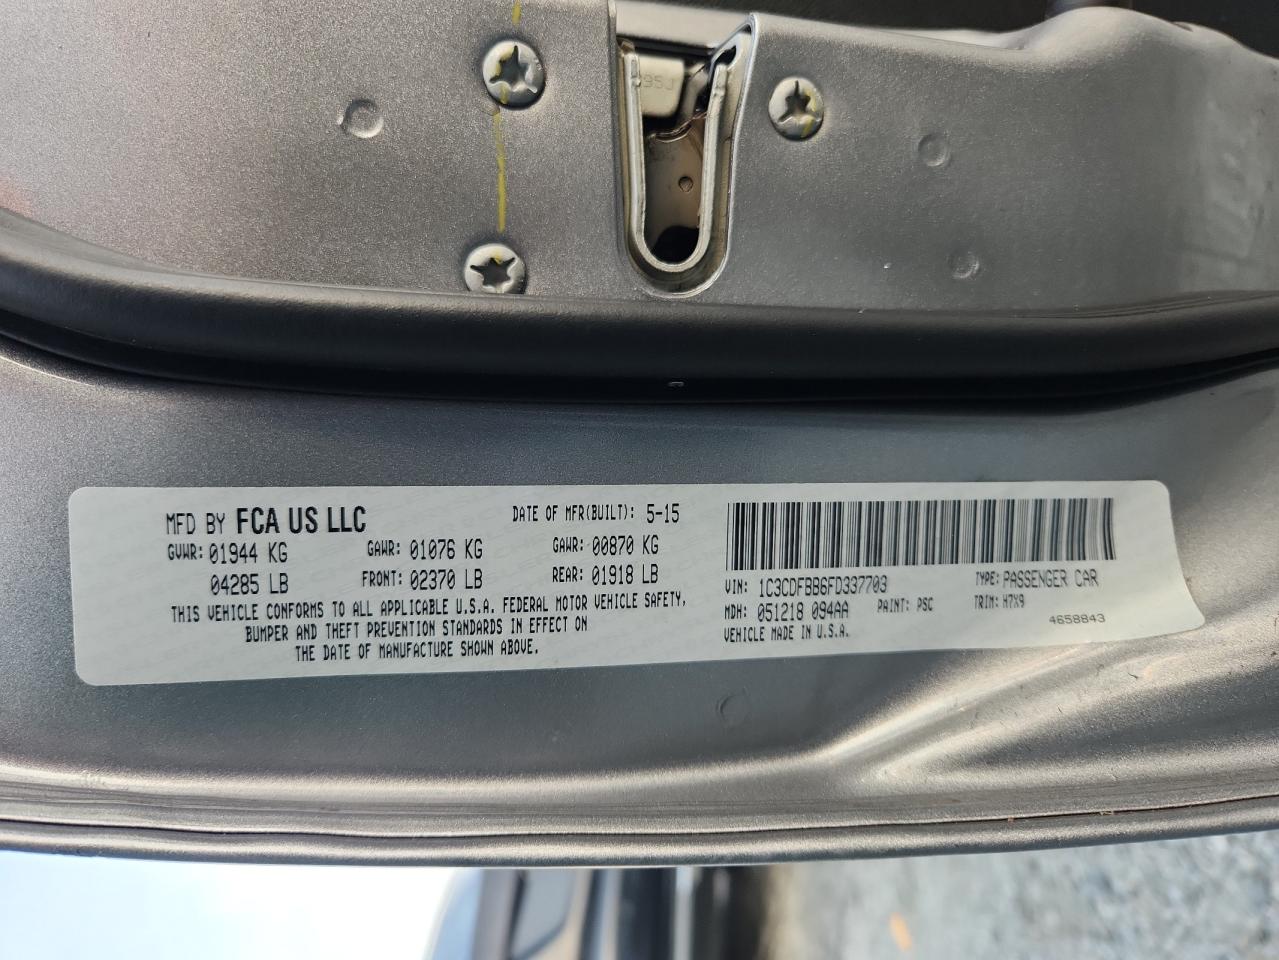 95J
MFD BY FCA US LLC DATE OF MFR(BUILT): 5-15
GVWR: 01944 KG GAWR: 01076 KG GAWR: 00870 KG
04285 LB FRONT: 02370 LB REAR: 01918 LB
THIS VEHICLE CONFORMS TO ALL APPLICABLE U.S.A. FEDERAL MOTOR VEHICLE SAFETY,
BUMPER AND THEFT PREVENTION STANDARDS IN EFFECT ON
THE DATE OF MANUFACTURE SHOWN ABOVE.
VIN: 1C3CDFBB6FD337703 TYPE: PASSENGER CAR
MDH: 051218 094AA PAINT: PSC TRIM: H7X9
VEHICLE MADE IN U.S.A. 4658843